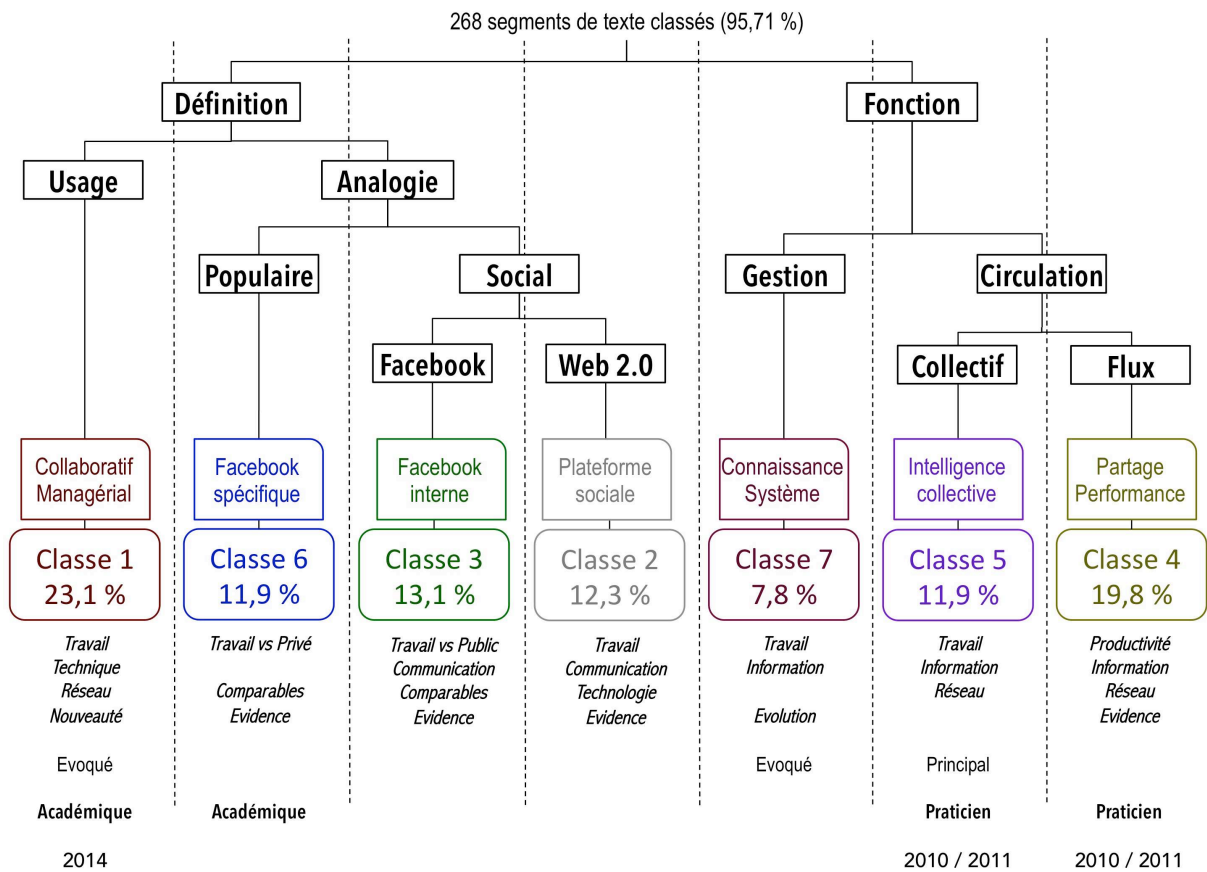 268 segments de texte classés (95,71 %)
Définition
Fonction
Usage
Analogie
Populaire
Social
Gestion
Circulation
Facebook
Web 2.0
Collectif
Flux
Collaboratif
Managérial
Facebook
spécifique
Facebook
interne
Plateforme
sociale
Connaissance
Système
Intelligence
collective
Partage
Performance
Classe 1
23,1 %
Classe 6
11,9 %
Classe 3
13,1 %
Classe 2
12,3 %
Classe 7
7,8 %
Classe 5
11,9 %
Classe 4
19,8 %
Travail
Technique
Réseau
Nouveauté
Travail vs Privé
Comparables
Evidence
Travail vs Public
Communication
Comparables
Evidence
Travail
Communication
Technologie
Evidence
Travail
Information
Evolution
Travail
Information
Réseau
Productivité
Information
Réseau
Evidence
Evoqué
Evoqué
Principal
Académique
Académique
Praticien
Praticien
2014
2010 / 2011
2010 / 2011